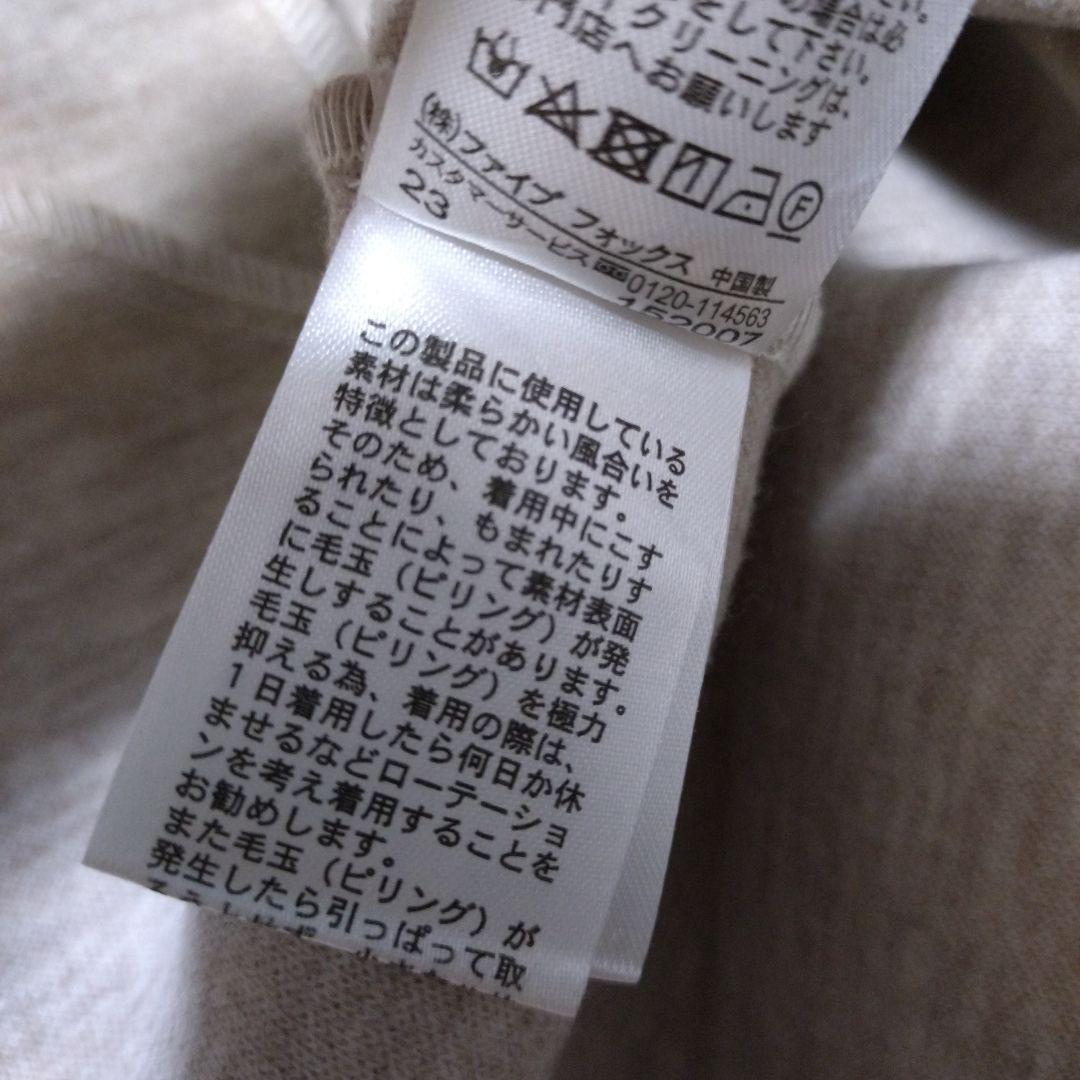 の場合は必
をして下さい。
イクリーニングは、
専門店へお願いします
F
(株)ファイブ フォックス 中国製
カスタマーサービス 0120-114563
23
152007
この製品に使用している
素材は柔らかい風合いを
特徴としております。
そのため、着用中にこす
られたり、もまれたりす
ることによって素材表面
に毛玉(ピリング)が発
生しすることがあります。
毛玉(ピリング)を極力
抑える為、着用の際は、
1日着用したら何日か休
ませるなどローテーショ
ンを考え着用することを
お勧めします。
また毛玉(ピリング)が
発生したら引っぱって取